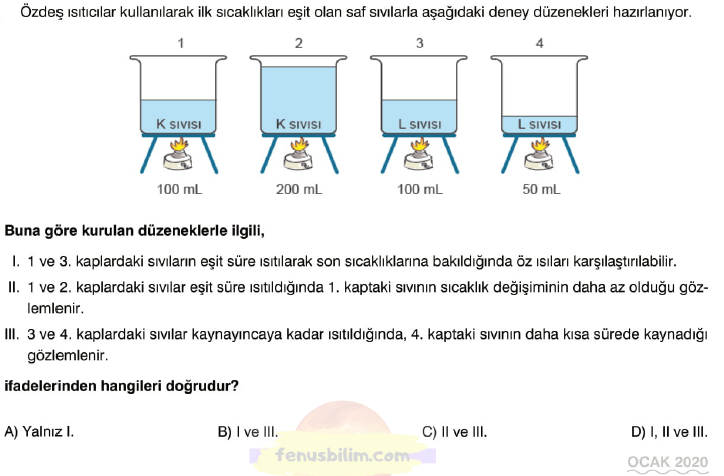 Özdeş ısıtıcılar kullanılarak ilk sıcaklıkları eşit olan saf sıvılarla aşağıdaki deney düzenekleri hazırlanıyor.
1 2 3 4
K SIVISI K SIVISI L SIVISI L SIVISI
100 mL 200 mL 100 mL 50 mL
Buna göre kurulan düzeneklerle ilgili,
I. 1 ve 3. kaplardaki sıvıların eşit süre ısıtılarak son sıcaklıklarına bakıldığında öz ısıları karşılaştırılabilir.
II. 1 ve 2. kaplardaki sıvılar eşit süre ısıtıldığında 1. kaptaki sıvının sıcaklık değişiminin daha az olduğu göz-
lemlenir.
III. 3 ve 4. kaplardaki sıvılar kaynayıncaya kadar ısıtıldığında, 4. kaptaki sıvının daha kısa sürede kaynadığı
gözlemlenir.
ifadelerinden hangileri doğrudur?
A) Yalnız I. B) I ve III. C) II ve III. D) I, II ve III.
fenusbilim.com
OCAK 2020